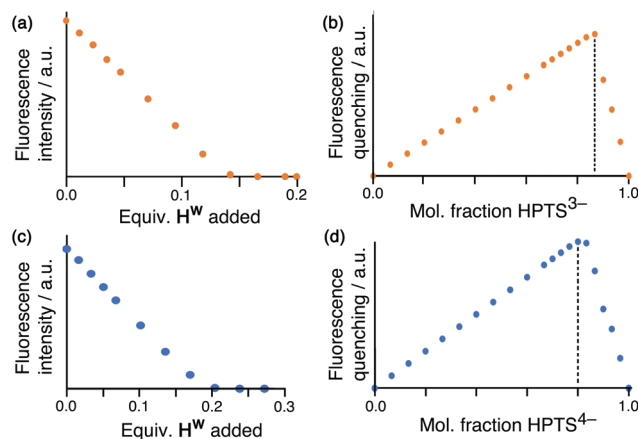 (a)
Fluorescence
intensity / a.u.
0.0 0.1 0.2
Equiv. Hᵂ added
(b)
Fluorescence
quenching / a.u.
0.0 1.0
Mol. fraction HPTS³⁻
(c)
Fluorescence
intensity / a.u.
0.0 0.1 0.2 0.3
Equiv. Hᵂ added
(d)
Fluorescence
quenching / a.u.
0.0 1.0
Mol. fraction HPTS⁴⁻